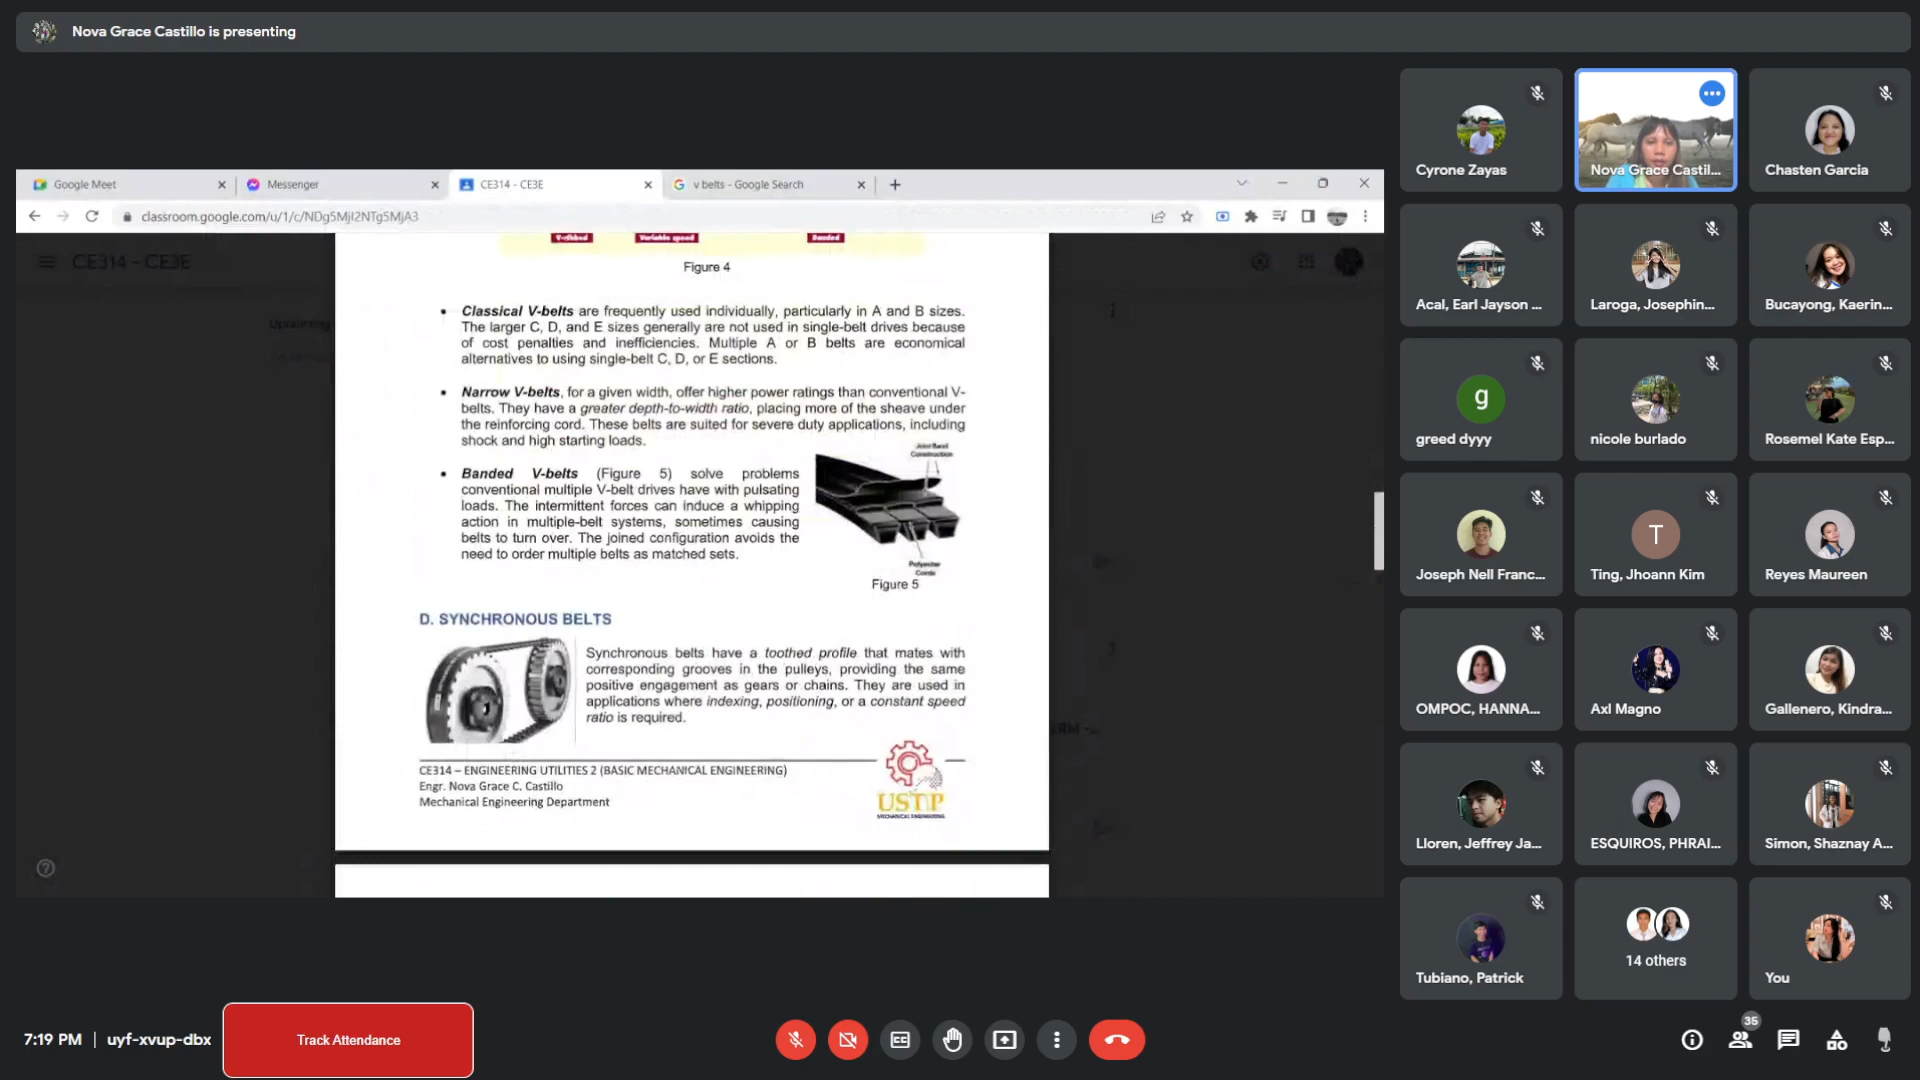 Nova Grace Castillo is presenting
Google Meet
Messenger
CE314 - CE3E
v belts - Google Search
classroom.google.com/u/1/c/NDg5MjI2NTg5MjA3
CE314 - CE3E
V-ribbed
Variable speed
Banded
Figure 4
Upcoming
• Classical V-belts are frequently used individually, particularly in A and B sizes.
The larger C, D, and E sizes generally are not used in single-belt drives because
of cost penalties and inefficiencies. Multiple A or B belts are economical
alternatives to using single-belt C, D, or E sections.
• Narrow V-belts, for a given width, offer higher power ratings than conventional V-
belts. They have a greater depth-to-width ratio, placing more of the sheave under
the reinforcing cord. These belts are suited for severe duty applications, including
shock and high starting loads.
• Banded V-belts (Figure 5) solve problems
conventional multiple V-belt drives have with pulsating
loads. The intermittent forces can induce a whipping
action in multiple-belt systems, sometimes causing
belts to turn over. The joined configuration avoids the
need to order multiple belts as matched sets.
Construction
Polyester
Cords
Figure 5
D. SYNCHRONOUS BELTS
Synchronous belts have a toothed profile that mates with
corresponding grooves in the pulleys, providing the same
positive engagement as gears or chains. They are used in
applications where indexing, positioning, or a constant speed
ratio is required.
CE314 – ENGINEERING UTILITIES 2 (BASIC MECHANICAL ENGINEERING)
Engr. Nova Grace C. Castillo
Mechanical Engineering Department
USTP
MECHANICAL ENGINEERING
Cyrone Zayas
Nova Grace Castil...
Chasten Garcia
Acal, Earl Jayson ...
Laroga, Josephin...
Bucayong, Kaerin...
g
greed dyyy
nicole burlado
Rosemel Kate Esp...
Joseph Nell Franc...
T
Ting, Jhoann Kim
Reyes Maureen
OMPOC, HANNA...
Axl Magno
Gallenero, Kindra...
Lloren, Jeffrey Ja...
ESQUIROS, PHRAI...
Simon, Shaznay A...
Tubiano, Patrick
14 others
You
7:19 PM | uyf-xvup-dbx
Track Attendance
35